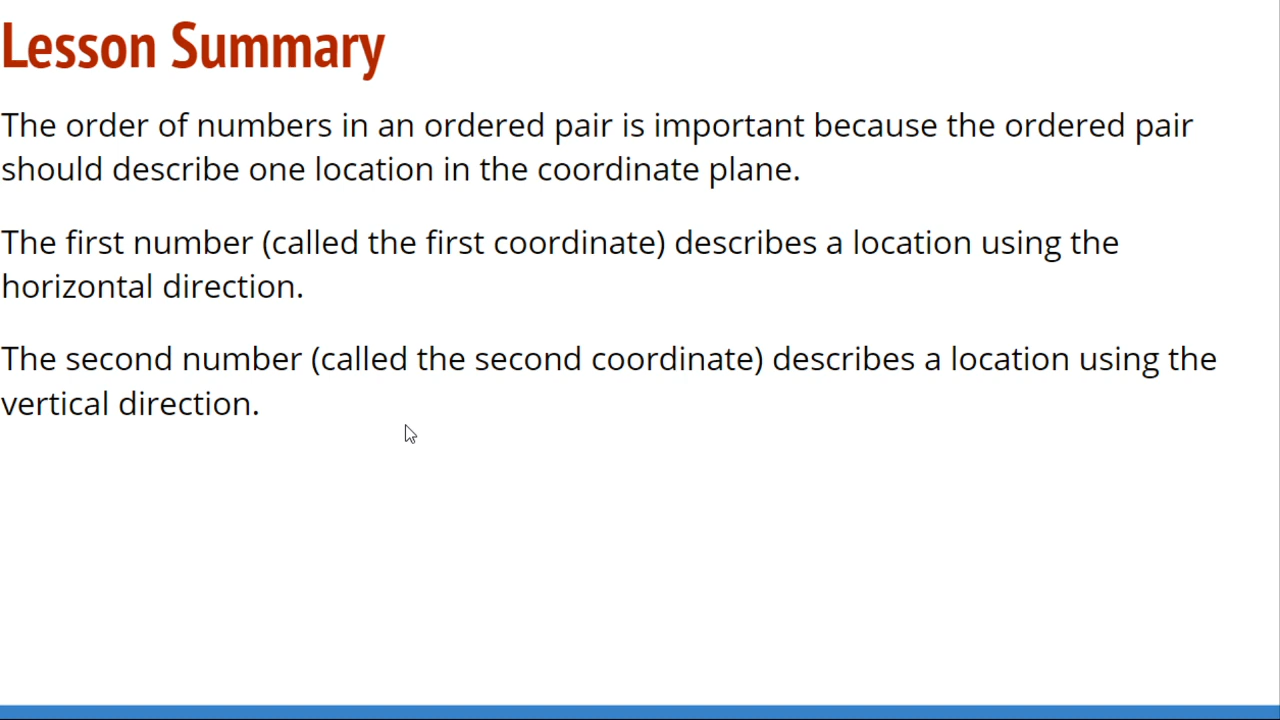 Lesson Summary
The order of numbers in an ordered pair is important because the ordered pair
should describe one location in the coordinate plane.
The first number (called the first coordinate) describes a location using the
horizontal direction.
The second number (called the second coordinate) describes a location using the
vertical direction.